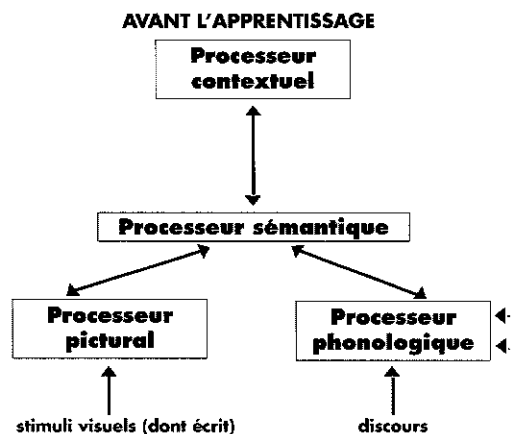 AVANT L'APPRENTISSAGE
Processeur
contextuel
Processeur sémantique
Processeur
pictural
Processeur
phonologique
stimuli visuels (dont écrit)
discours